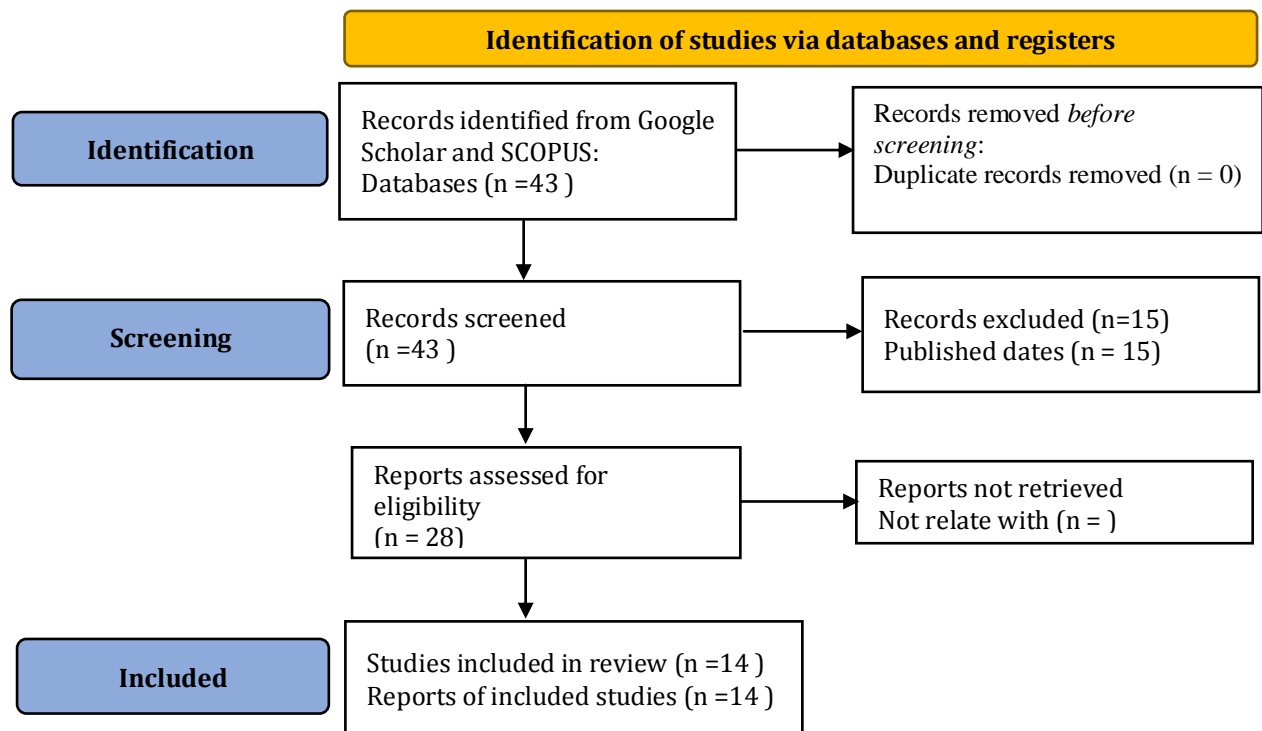 Identification of studies via databases and registers
Identification
Records identified from Google
Scholar and SCOPUS:
Databases (n =43 )
Records removed before
screening:
Duplicate records removed (n = 0)
Screening
Records screened
(n =43 )
Records excluded (n=15)
Published dates (n = 15)
Reports assessed for
eligibility
(n = 28)
Reports not retrieved
Not relate with (n = )
Included
Studies included in review (n =14 )
Reports of included studies (n =14 )